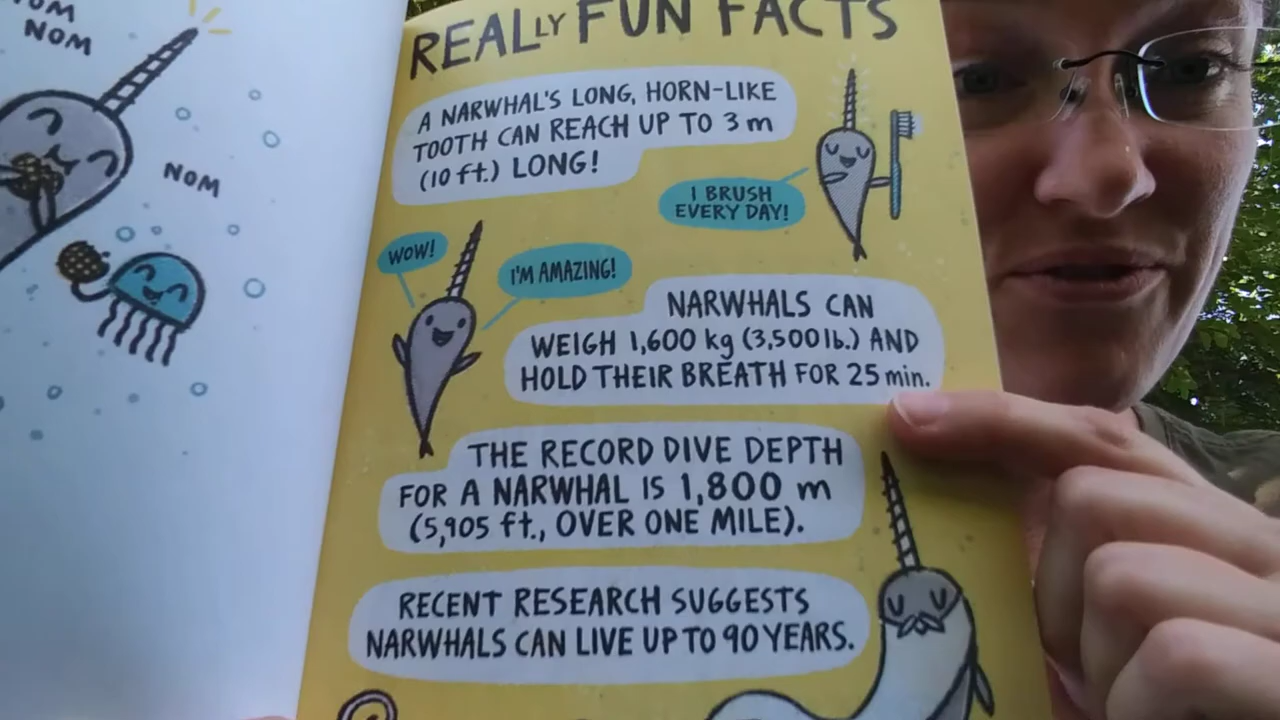 NOM
NOM
REALLY FUN FACTS
A NARWHAL'S LONG, HORN-LIKE
TOOTH CAN REACH UP TO 3 m
(10 ft.) LONG!
I BRUSH
EVERY DAY!
WOW!
I'M AMAZING!
NARWHALS CAN
WEIGH 1,600 kg (3,500 lb.) AND
HOLD THEIR BREATH FOR 25 min.
THE RECORD DIVE DEPTH
FOR A NARWHAL IS 1,800 m
(5,905 ft., OVER ONE MILE).
RECENT RESEARCH SUGGESTS
NARWHALS CAN LIVE UP TO 90 YEARS.